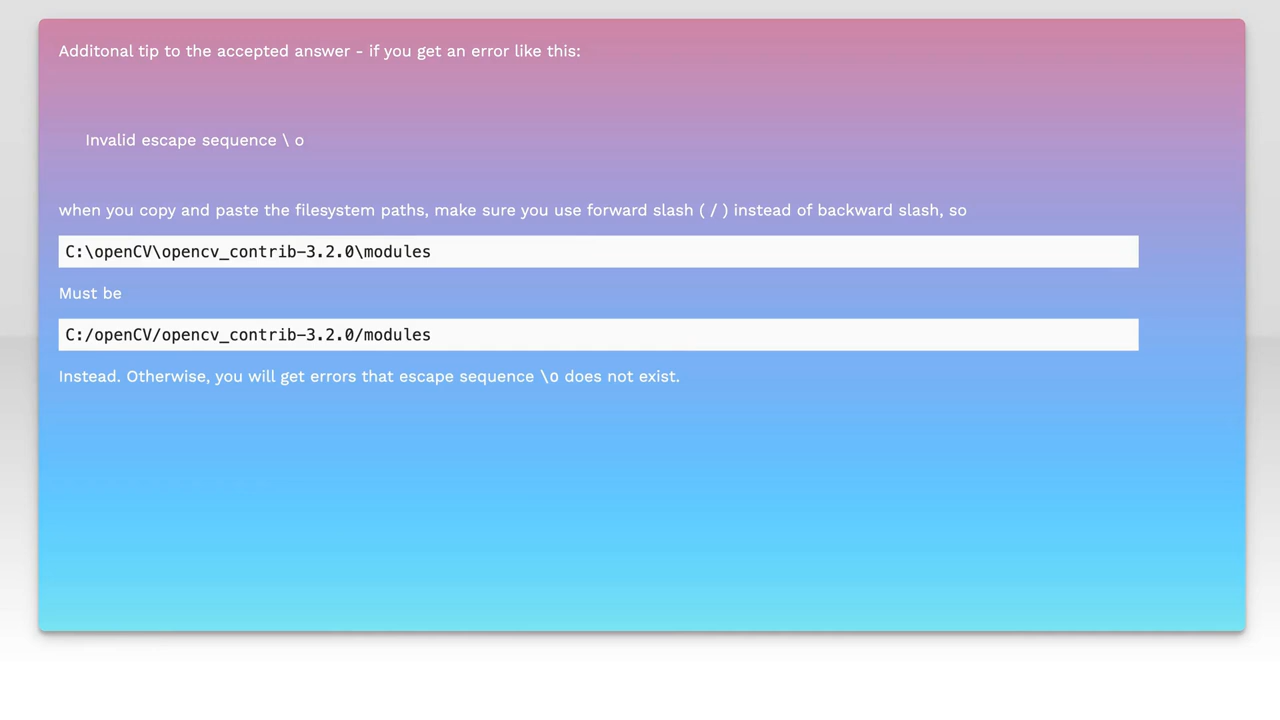 Additonal tip to the accepted answer - if you get an error like this:
Invalid escape sequence \ o
when you copy and paste the filesystem paths, make sure you use forward slash ( / ) instead of backward slash, so
C:\openCV\opencv_contrib-3.2.0\modules
Must be
C:/openCV/opencv_contrib-3.2.0/modules
Instead. Otherwise, you will get errors that escape sequence \o does not exist.